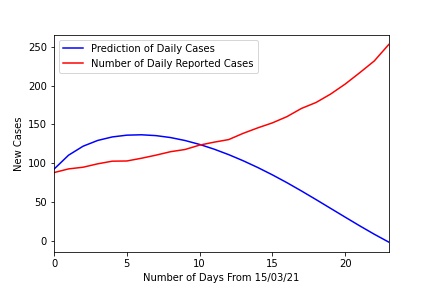 Prediction of Daily Cases
Number of Daily Reported Cases
250
200
150
100
50
0
New Cases
0 5 10 15 20
Number of Days From 15/03/21